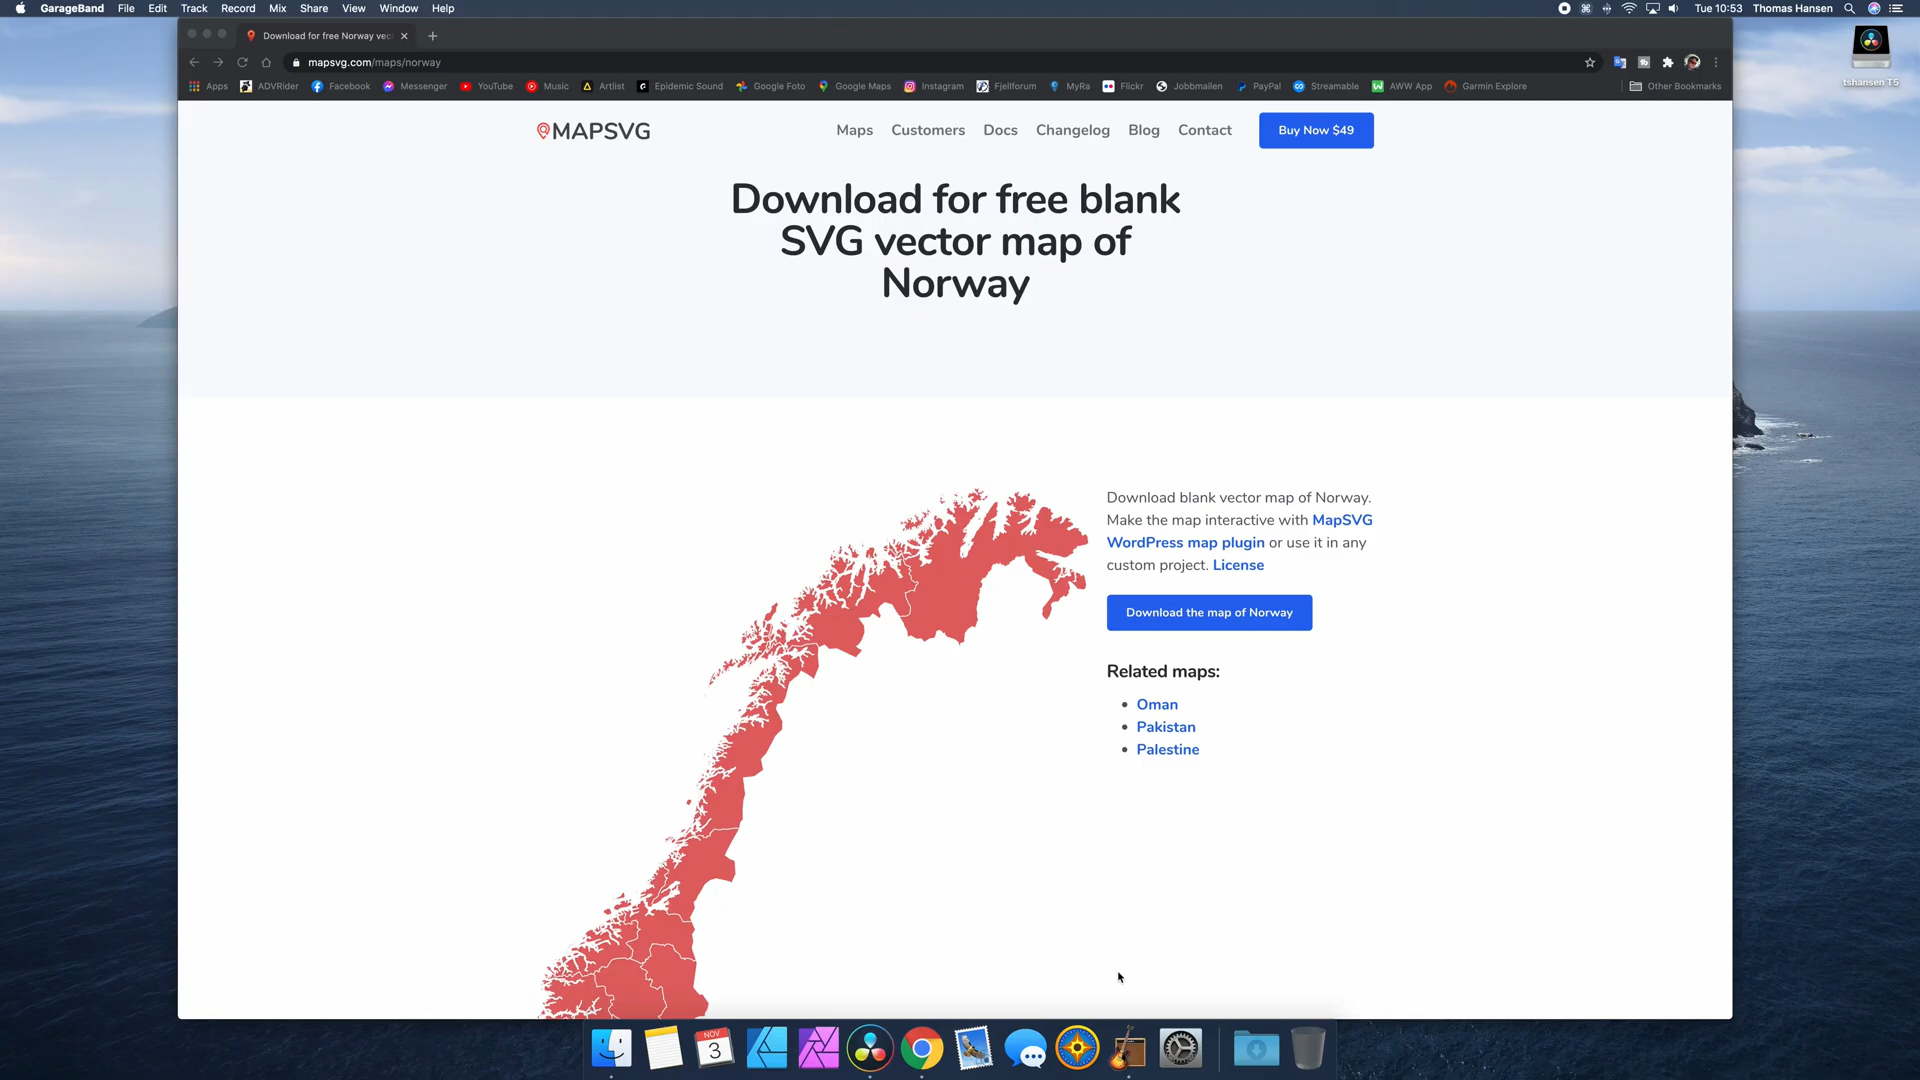 GarageBand File Edit Track Record Mix Share View Window Help
Tue 10:53 Thomas Hansen
Download for free Norway vec
mapsvg.com/maps/norway
Apps ADVRider Facebook Messenger YouTube Music Artlist Epidemic Sound Google Foto Google Maps Instagram Fjellforum MyRa Flickr Jobbmailen PayPal Streamable AWW App Garmin Explore Other Bookmarks
tshansen T5
MAPSVG
Maps Customers Docs Changelog Blog Contact Buy Now $49
Download for free blank
SVG vector map of
Norway
Download blank vector map of Norway.
Make the map interactive with MapSVG
WordPress map plugin or use it in any
custom project. License
Download the map of Norway
Related maps:
• Oman
• Pakistan
• Palestine
NOV
3